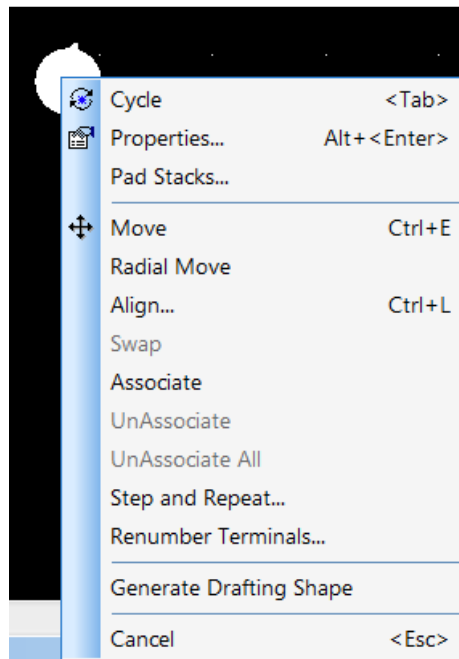 Cycle <Tab>
Properties... Alt+<Enter>
Pad Stacks...
Move Ctrl+E
Radial Move
Align... Ctrl+L
Swap
Associate
UnAssociate
UnAssociate All
Step and Repeat...
Renumber Terminals...
Generate Drafting Shape
Cancel <Esc>